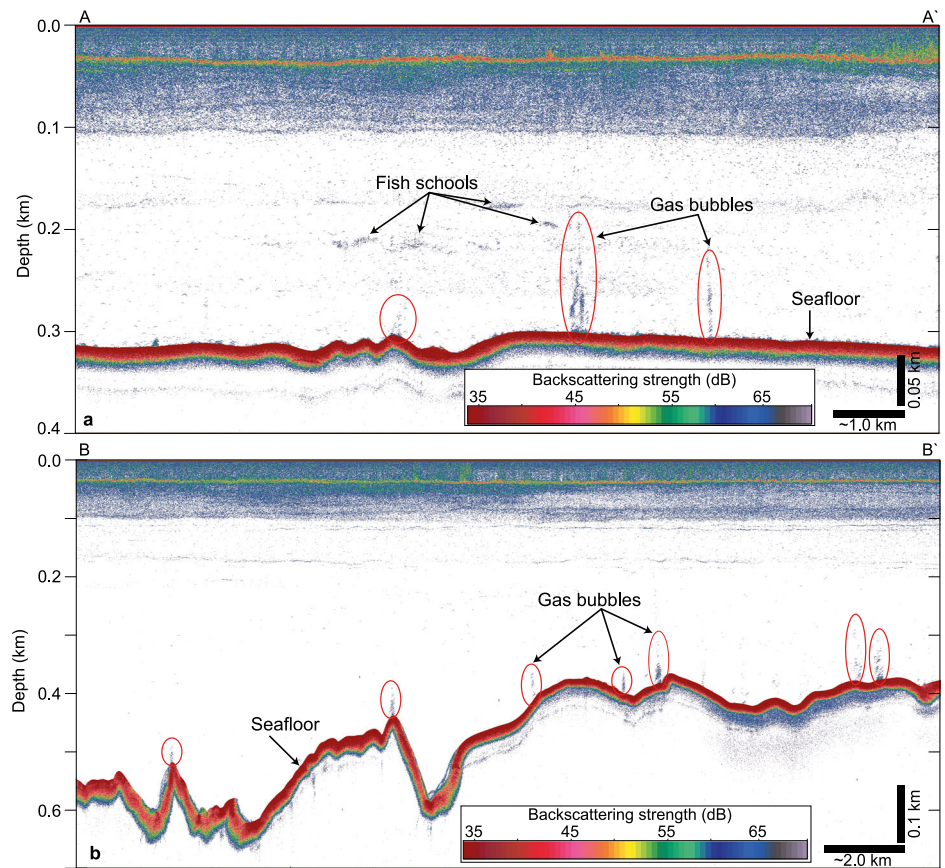 A A`
0.0
0.1
Fish schools
Gas bubbles
0.2
Depth (km)
Seafloor
0.3
Backscattering strength (dB)
35 45 55 65
0.05 km
~1.0 km
a
0.4
B B`
0.0
0.2
Gas bubbles
Depth (km)
0.4
Seafloor
0.6
Backscattering strength (dB)
35 45 55 65
0.1 km
~2.0 km
b